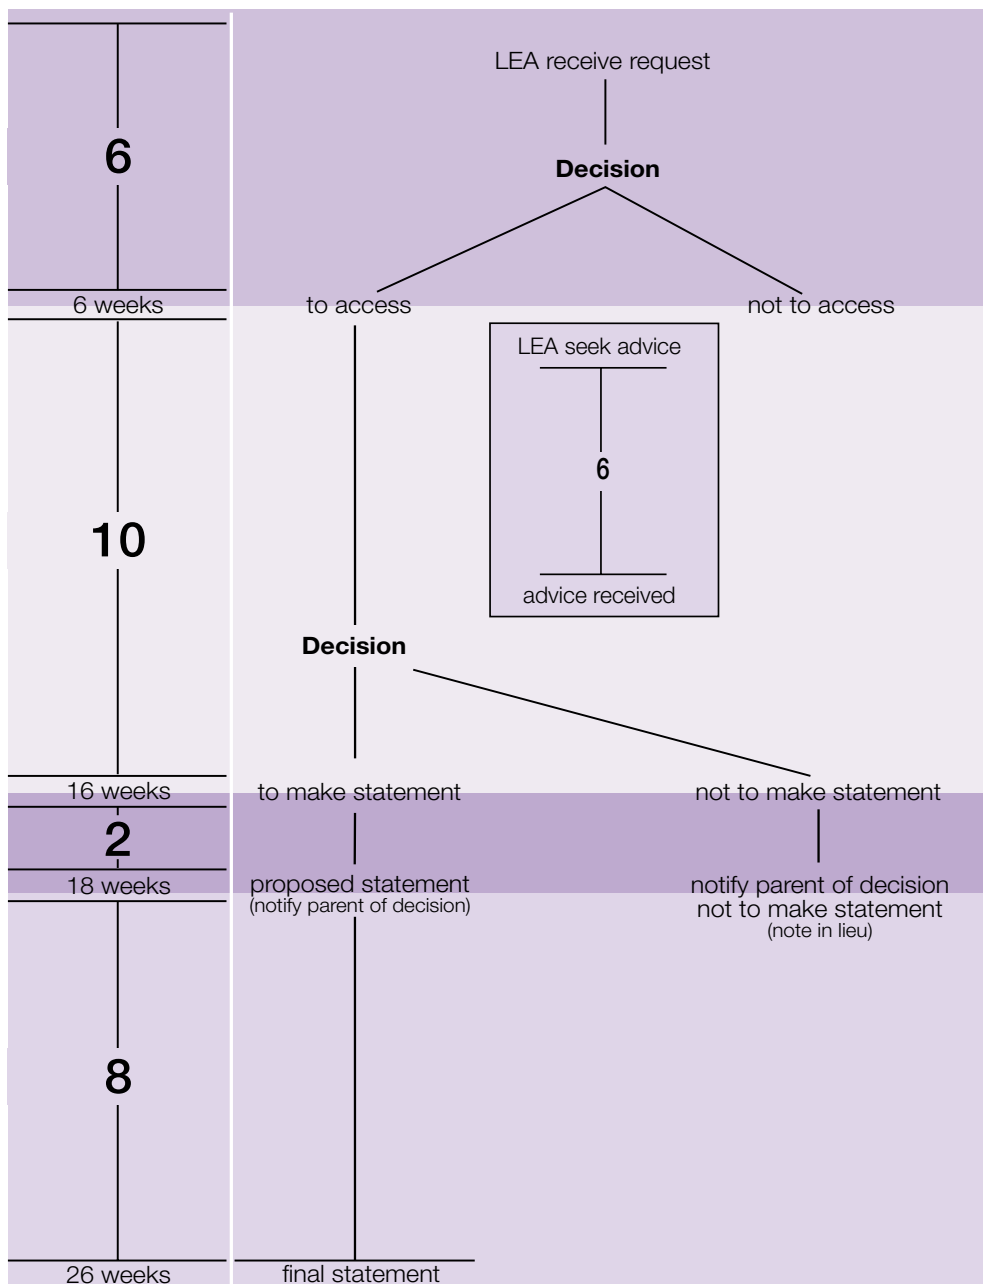 LEA receive request
6
Decision
6 weeks
to access
not to access
LEA seek advice
6
10
advice received
Decision
16 weeks
to make statement
not to make statement
2
18 weeks
proposed statement
(notify parent of decision)
notify parent of decision
not to make statement
(note in lieu)
8
26 weeks
final statement